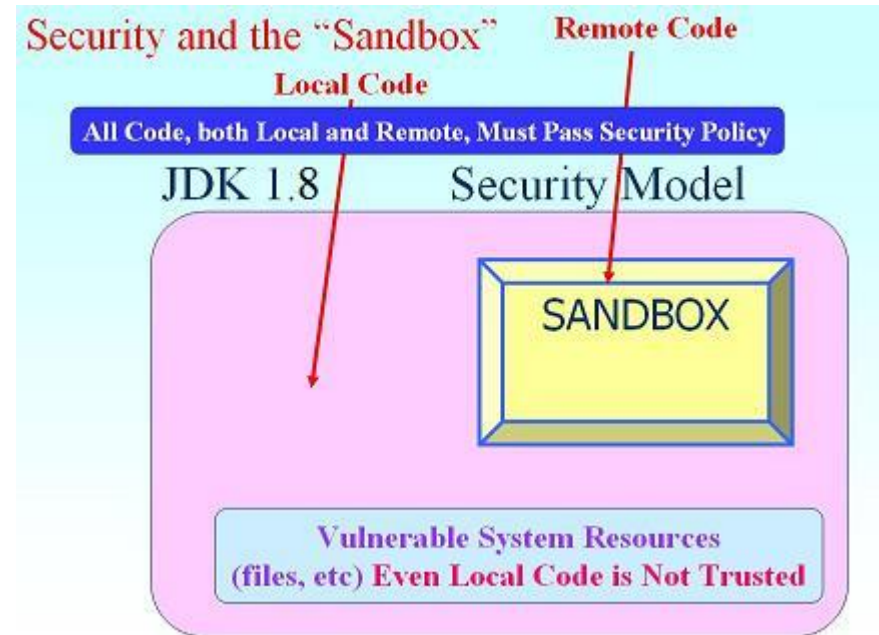 Security and the “Sandbox”
Remote Code
Local Code
All Code, both Local and Remote, Must Pass Security Policy
JDK 1.8 Security Model
SANDBOX
Vulnerable System Resources
(files, etc) Even Local Code is Not Trusted